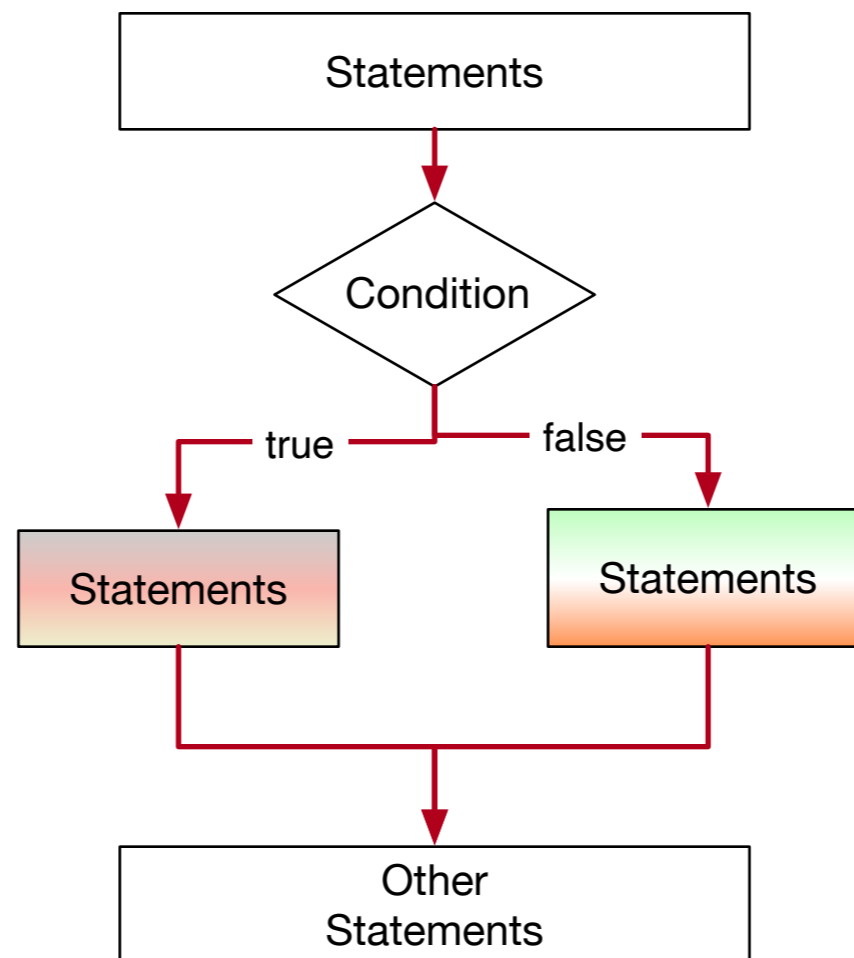 Statements
Condition
true
false
Statements
Statements
Other
Statements